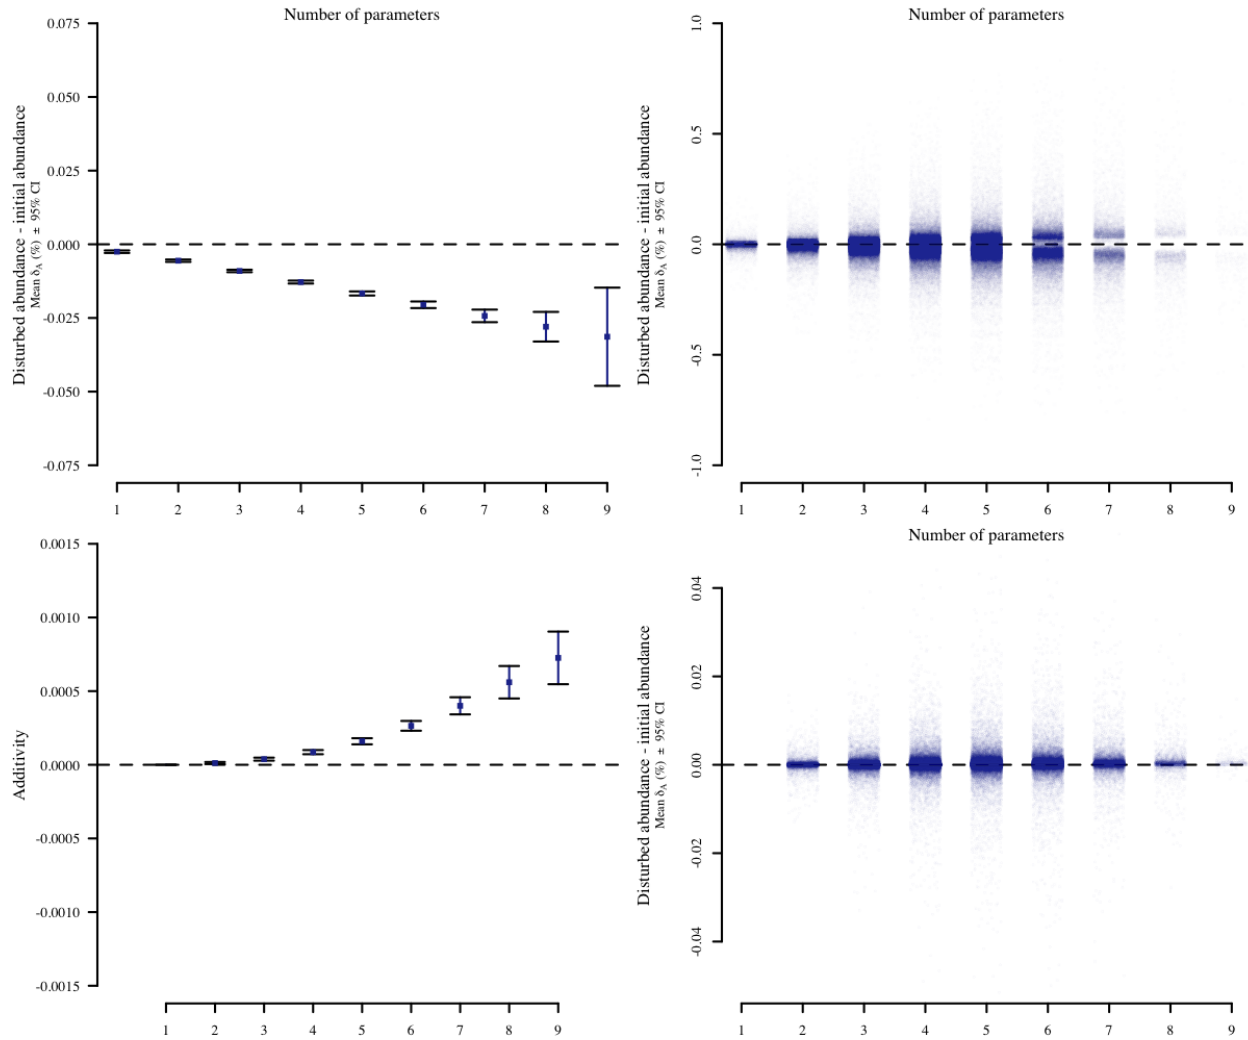 Number of parameters
Disturbed abundance - initial abundance
Mean δA (%) ± 95% CI
0.075
0.050
0.025
0.000
-0.025
-0.050
-0.075
1 2 3 4 5 6 7 8 9
Number of parameters
Disturbed abundance - initial abundance
Mean δA (%) ± 95% CI
1.0
0.5
0.0
-0.5
-1.0
1 2 3 4 5 6 7 8 9
Additivity
0.0015
0.0010
0.0005
0.0000
-0.0005
-0.0010
-0.0015
1 2 3 4 5 6 7 8 9
Number of parameters
Disturbed abundance - initial abundance
Mean δA (%) ± 95% CI
0.04
0.02
0.00
-0.02
-0.04
1 2 3 4 5 6 7 8 9